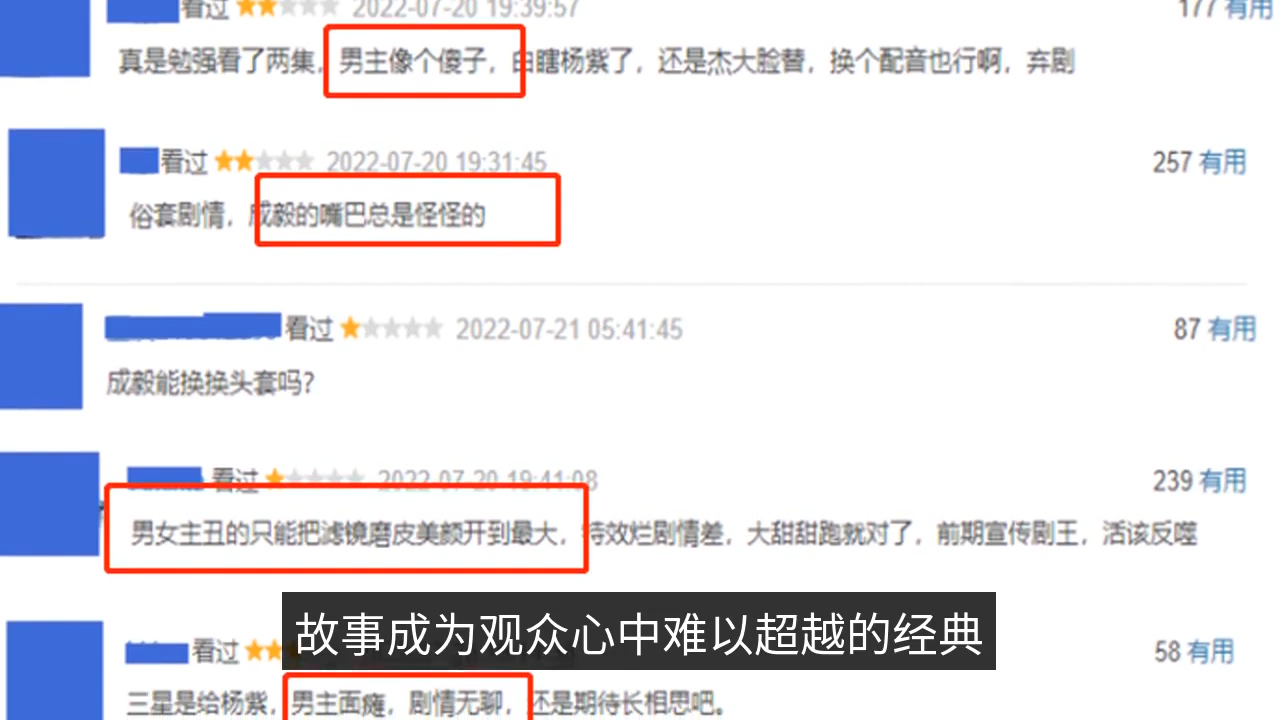 看过 2022-07-20 19:39:57 177 有用
真是勉强看了两集，男主像个傻子，白瞎杨紫了，还是杰大脸替，换个配音也行啊，弃剧
看过 2022-07-20 19:31:45 257 有用
俗套剧情，成毅的嘴巴总是怪怪的
看过 2022-07-21 05:41:45 87 有用
成毅能换换头套吗？
看过 2022-07-20 19:41:08 239 有用
男女主丑的只能把滤镜磨皮美颜开到最大，特效烂剧情差，大甜甜跑就对了，前期宣传剧王，活该反噬
故事成为观众心中难以超越的经典
看过 58 有用
三星是给杨紫，男主面瘫，剧情无聊，还是期待长相思吧。